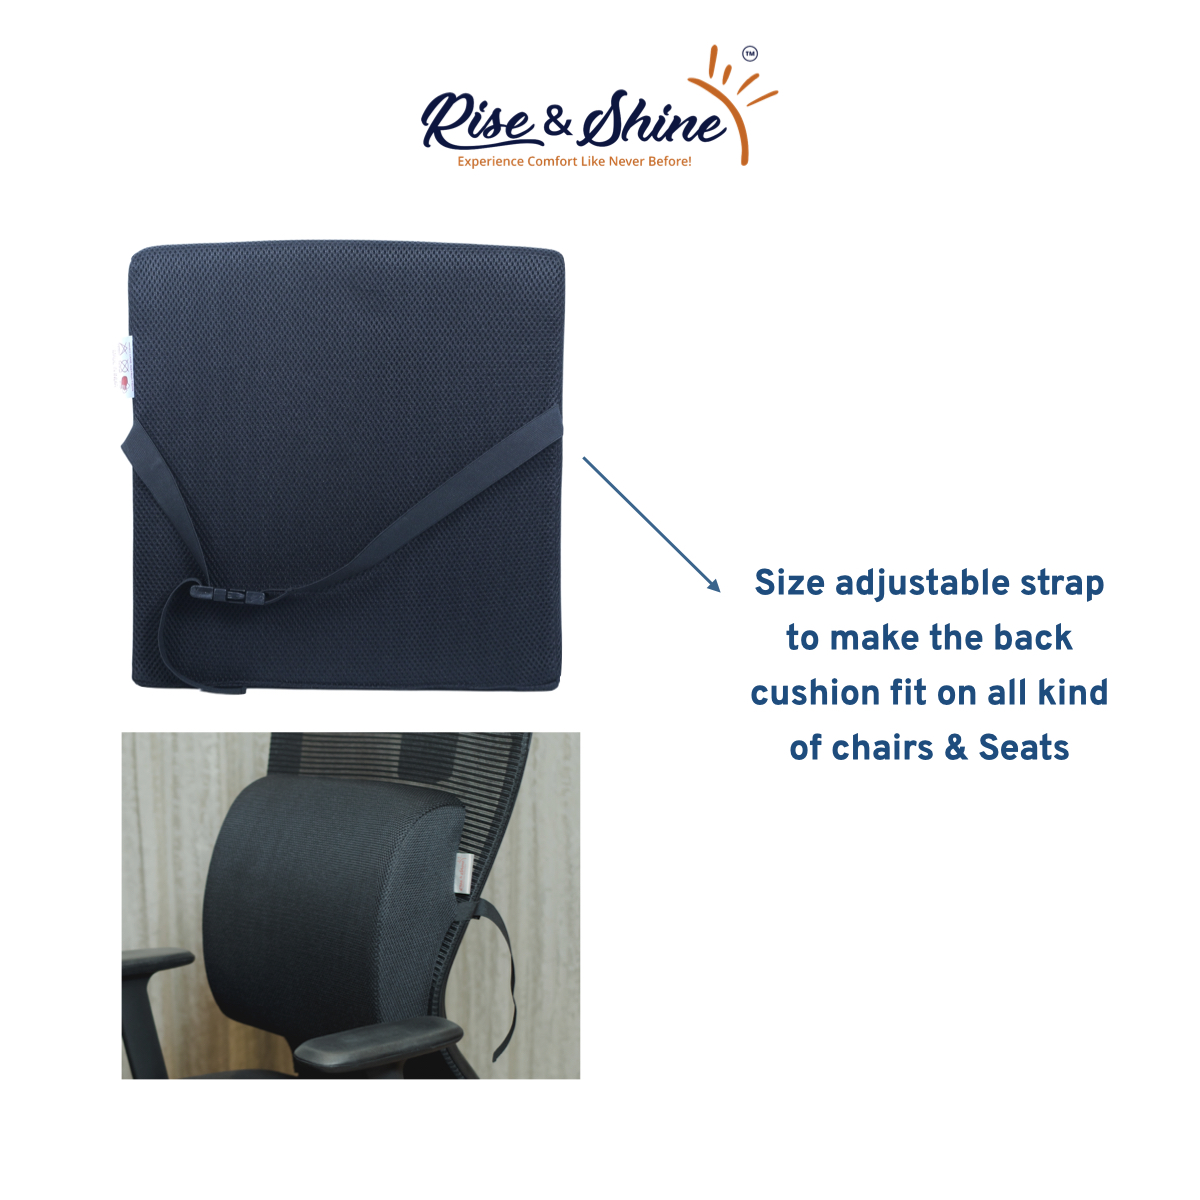 Rise & Shine
TM
Experience Comfort Like Never Before!
Size adjustable strap
to make the back
cushion fit on all kind
of chairs & Seats